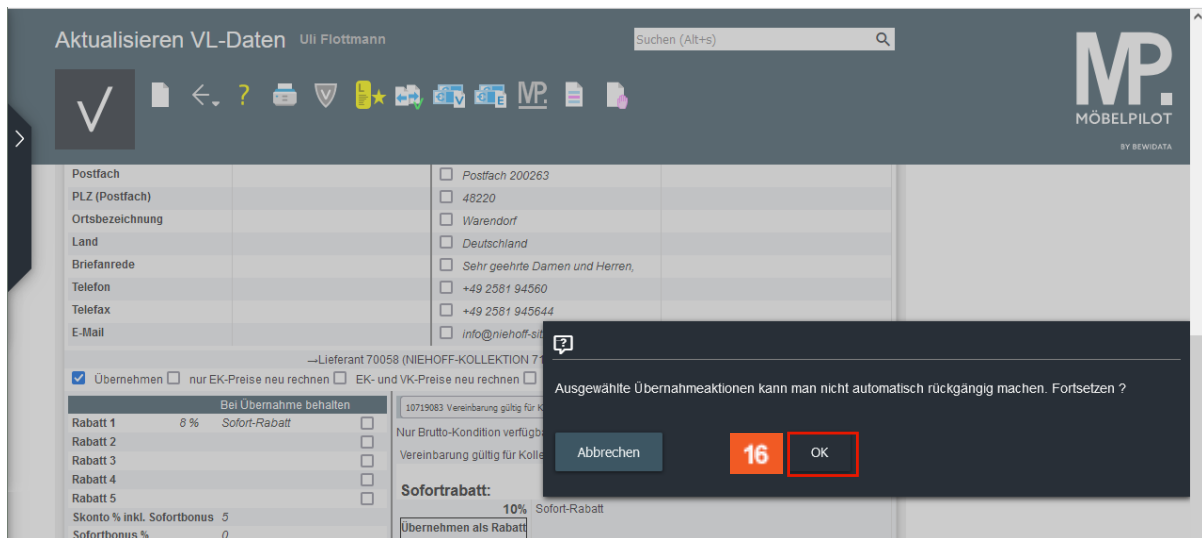 Aktualisieren VL-Daten Uli Flottmann
Suchen (Alt+s)
MP.
MÖBELPILOT
BY BEWIDATA
Postfach Postfach 200263
PLZ (Postfach) 48220
Ortsbezeichnung Warendorf
Land Deutschland
Briefanrede Sehr geehrte Damen und Herren,
Telefon +49 2581 94560
Telefax +49 2581 945644
E-Mail info@niehoff-sit
→Lieferant 70058 (NIEHOFF-KOLLEKTION 71
Übernehmen nur EK-Preise neu rechnen EK- und VK-Preise neu rechnen
Bei Übernahme behalten
Rabatt 1 8 % Sofort-Rabatt
Rabatt 2
Rabatt 3
Rabatt 4
Rabatt 5
Skonto % inkl. Sofortbonus 5
Sofortbonus % 0
10719083 Vereinbarung gültig für K
Nur Brutto-Kondition verfügb
Vereinbarung gültig für Kolle
Sofortrabatt:
10% Sofort-Rabatt
Übernehmen als Rabatt
Ausgewählte Übernahmeaktionen kann man nicht automatisch rückgängig machen. Fortsetzen ?
Abbrechen 16 OK